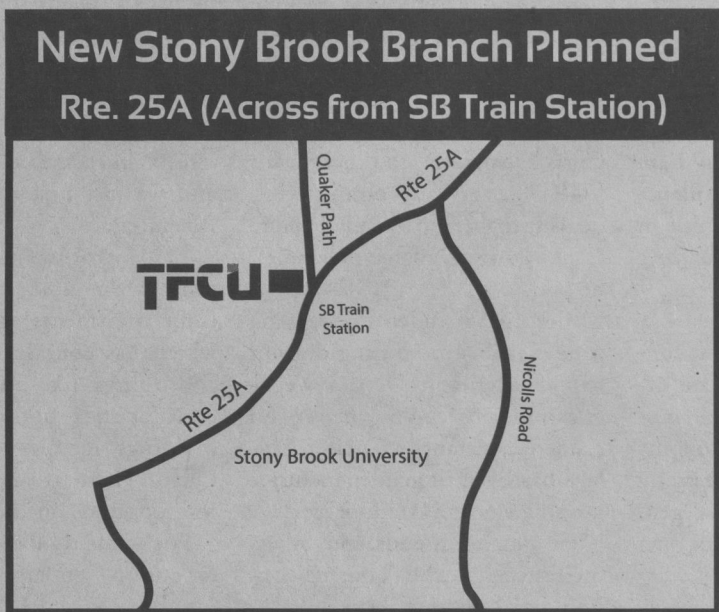 New Stony Brook Branch Planned
Rte. 25A (Across from SB Train Station)
Quaker Path
Rte 25A
TFCU
SB Train
Station
Rte 25A
Nicolls Road
Stony Brook University